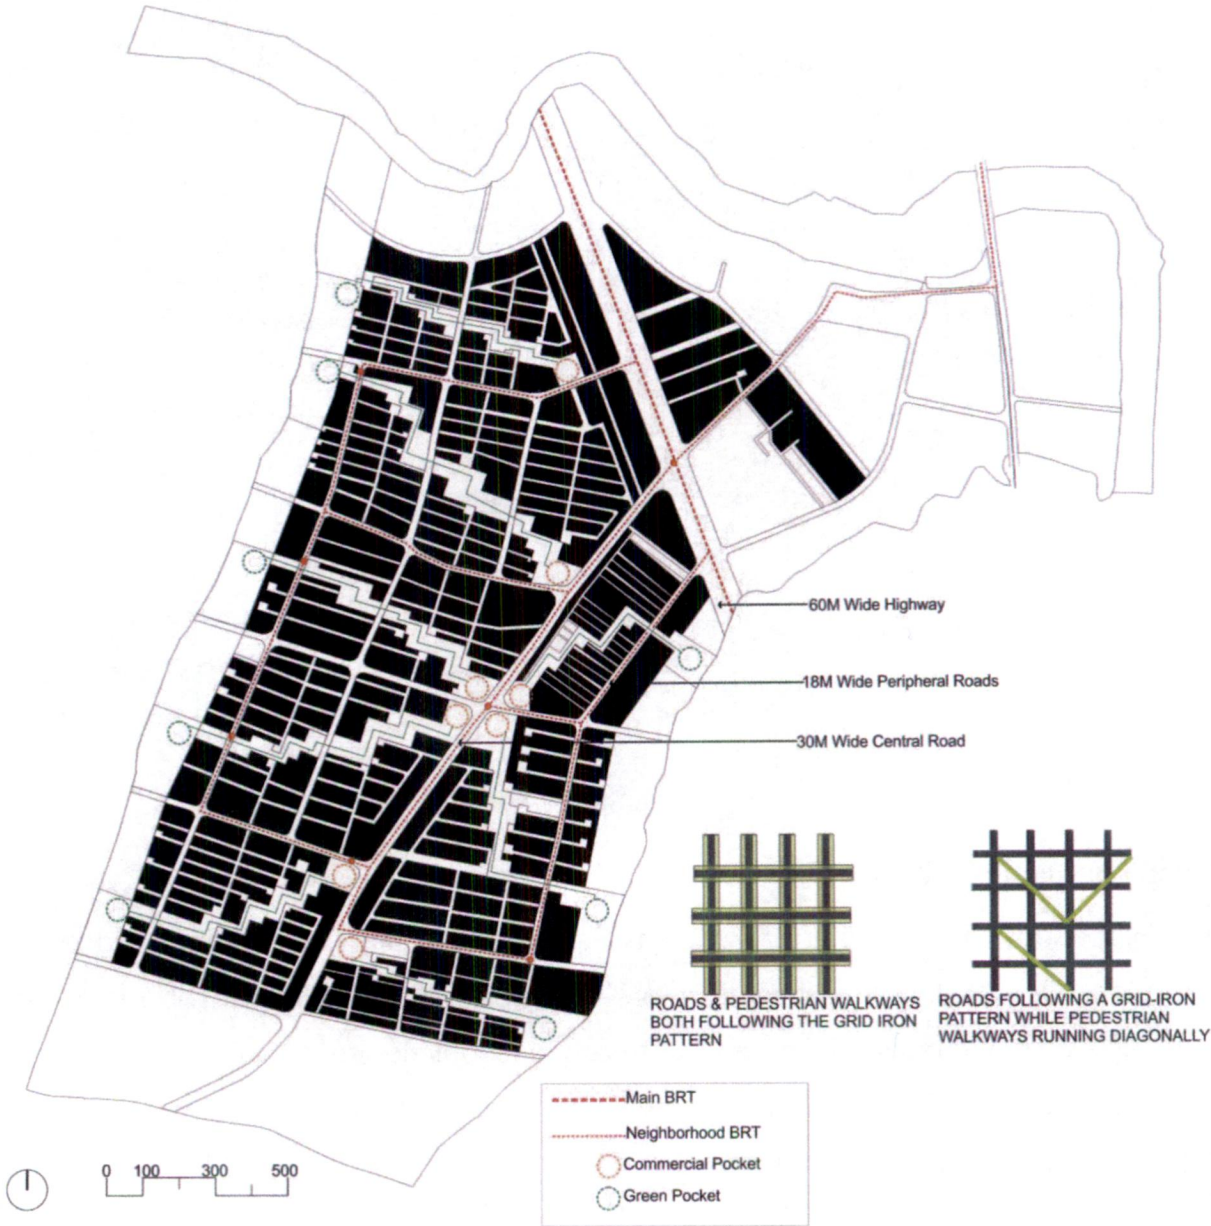 60M Wide Highway
18M Wide Peripheral Roads
30M Wide Central Road
ROADS & PEDESTRIAN WALKWAYS
BOTH FOLLOWING THE GRID IRON
PATTERN
ROADS FOLLOWING A GRID-IRON
PATTERN WHILE PEDESTRIAN
WALKWAYS RUNNING DIAGONALLY
Main BRT
Neighborhood BRT
Commercial Pocket
Green Pocket
0 100 300 500